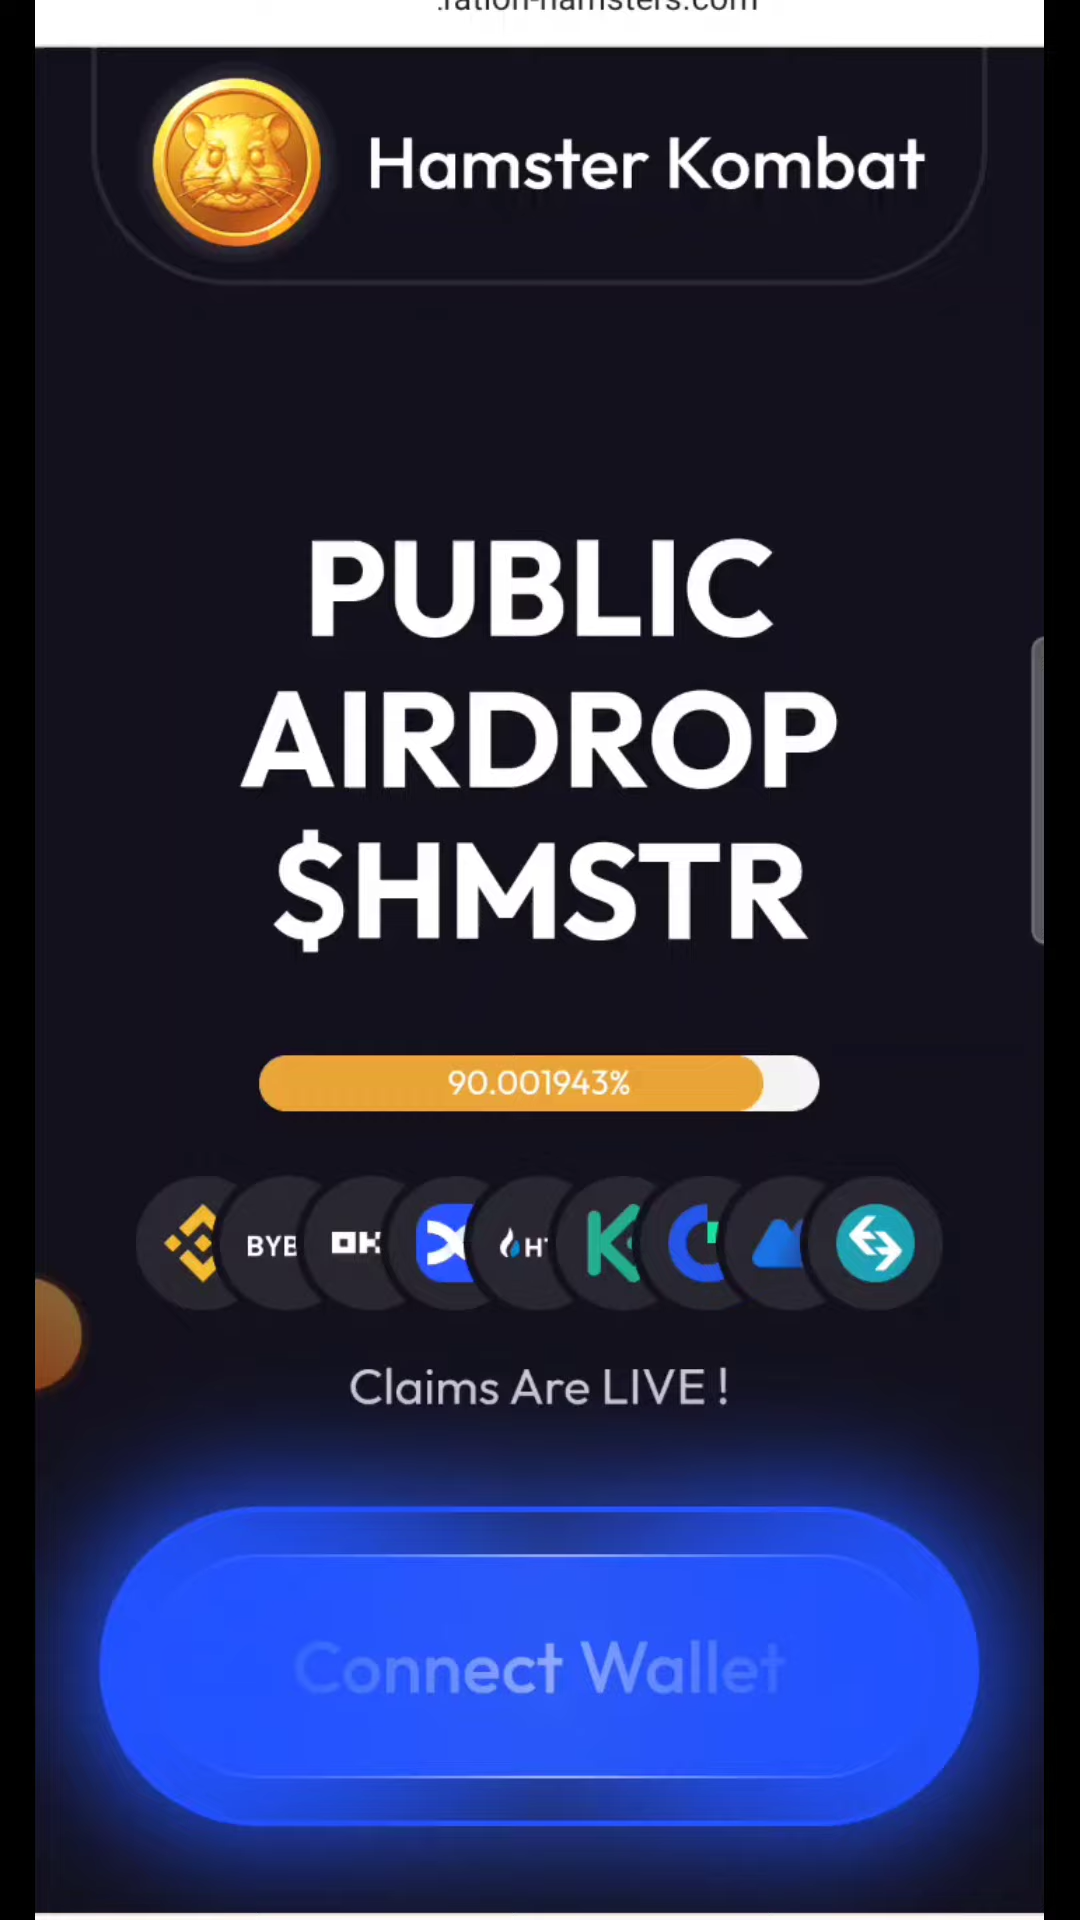 Hamster Kombat
PUBLIC
AIRDROP
$HMSTR
90.001943%
Claims Are LIVE !
Connect Wallet